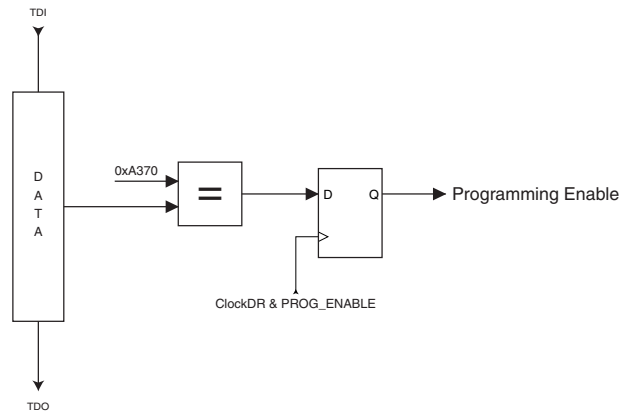 TDI
D
A
T
A
0xA370
=
D Q
Programming Enable
ClockDR & PROG_ENABLE
TDO